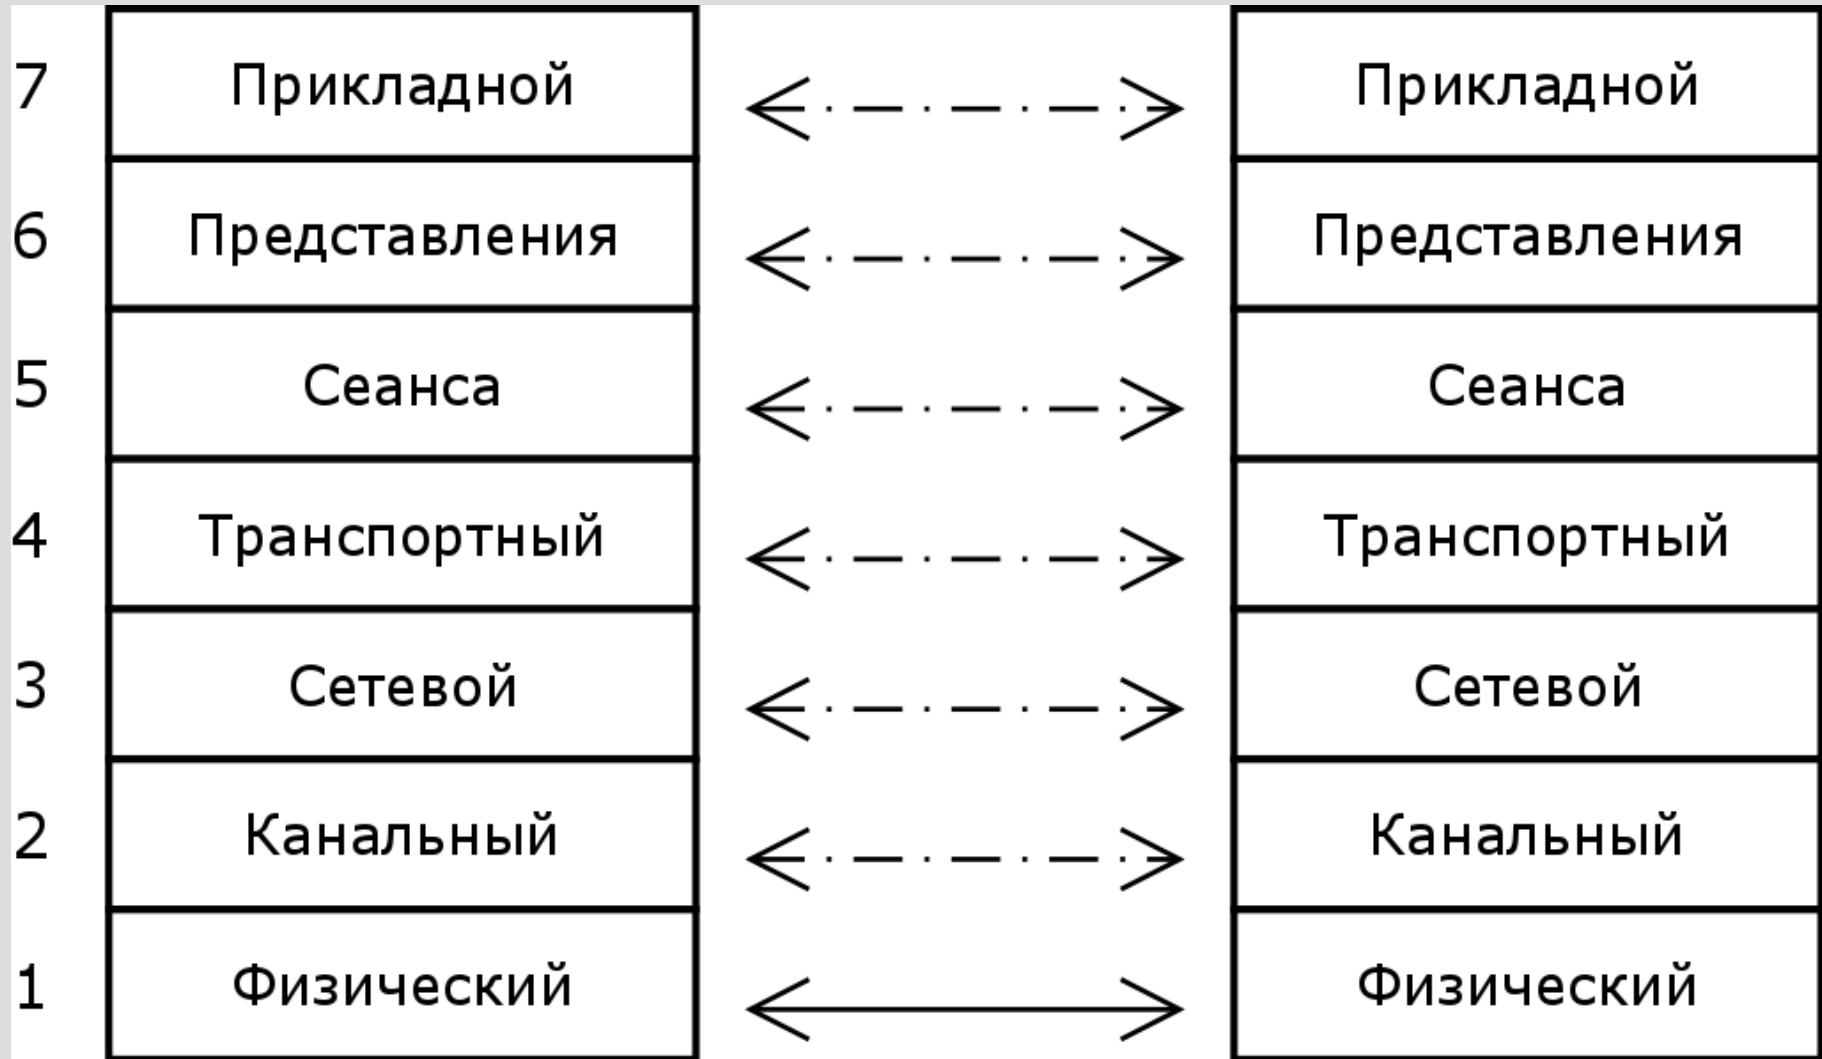 7 Прикладной Прикладной
6 Представления Представления
5 Сеанса Сеанса
4 Транспортный Транспортный
3 Сетевой Сетевой
2 Канальный Канальный
1 Физический Физический